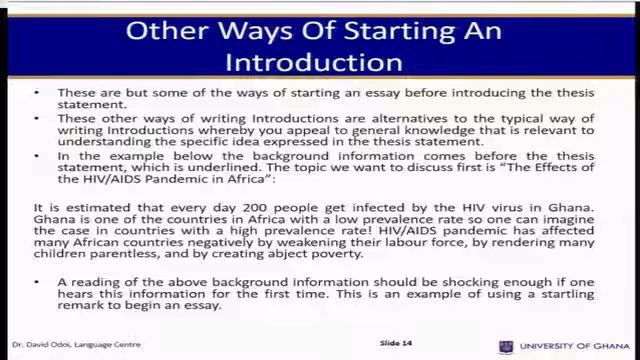 Other Ways Of Starting An
Introduction
• These are but some of the ways of starting an essay before introducing the thesis
statement.
• These other ways of writing Introductions are alternatives to the typical way of
writing Introductions whereby you appeal to general knowledge that is relevant to
understanding the specific idea expressed in the thesis statement.
• In the example below the background information comes before the thesis
statement, which is underlined. The topic we want to discuss first is “The Effects of
the HIV/AIDS Pandemic in Africa”:
It is estimated that every day 200 people get infected by the HIV virus in Ghana.
Ghana is one of the countries in Africa with a low prevalence rate so one can imagine
the case in countries with a high prevalence rate! HIV/AIDS pandemic has affected
many African countries negatively by weakening their labour force, by rendering many
children parentless, and by creating abject poverty.
• A reading of the above background information should be shocking enough if one
hears this information for the first time. This is an example of using a startling
remark to begin an essay.
Dr. David Odoi, Language Centre
Slide 14
UNIVERSITY OF GHANA